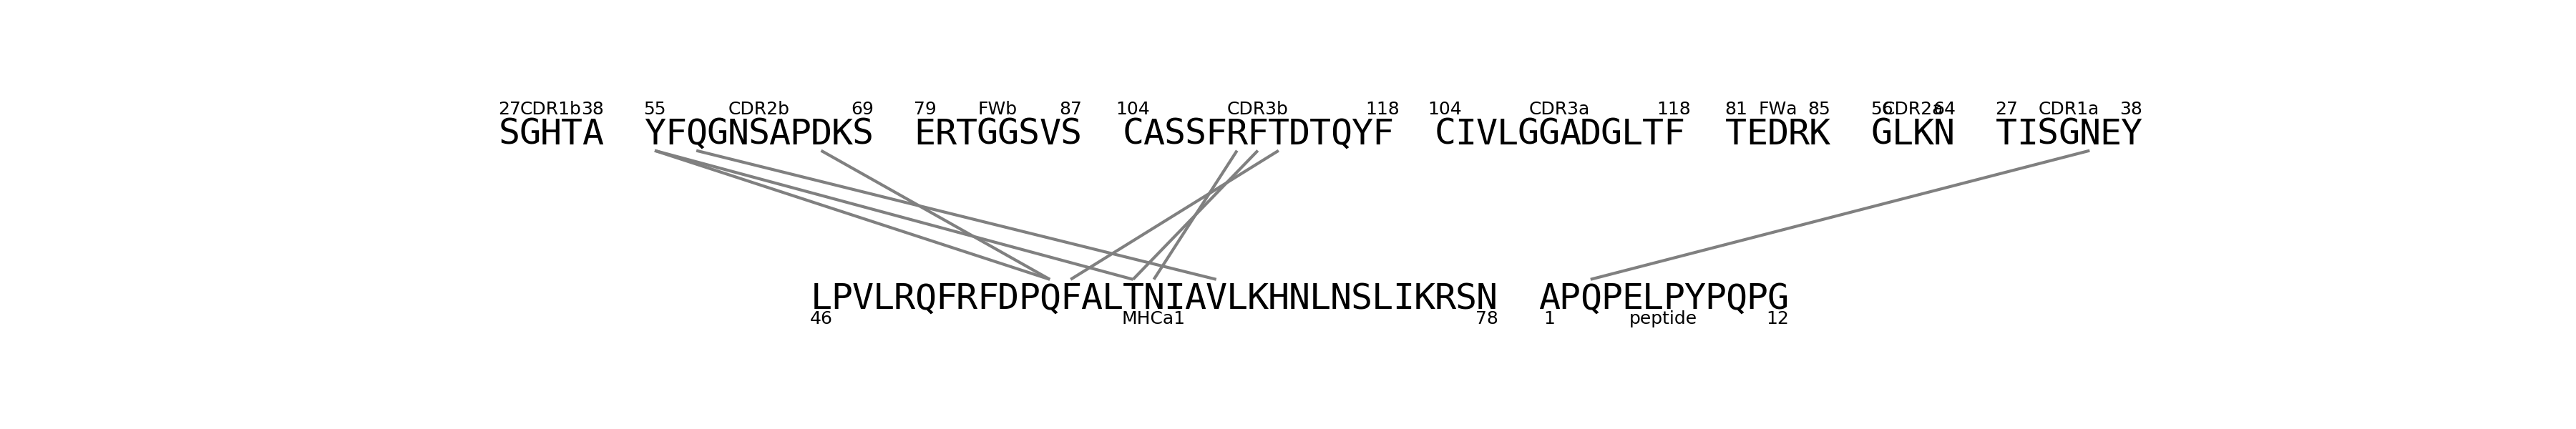 27 CDR1b 38 55 CDR2b 69 79 FWb 87 104 CDR3b 118 104 CDR3a 118 81 FWa 85 56 CDR2a 64 27 CDR1a 38
SGHTA YFQGNSAPDKS ERTGGSVS CASSFRFTDTQYF CIVLGGADGLTF TEDRK GLKN TISGNEY
LPVLRQFRFDPQFALTNIAVLKHNLNSLIKRSN APQPELPYPQPG
46 MHCa1 78 1 peptide 12